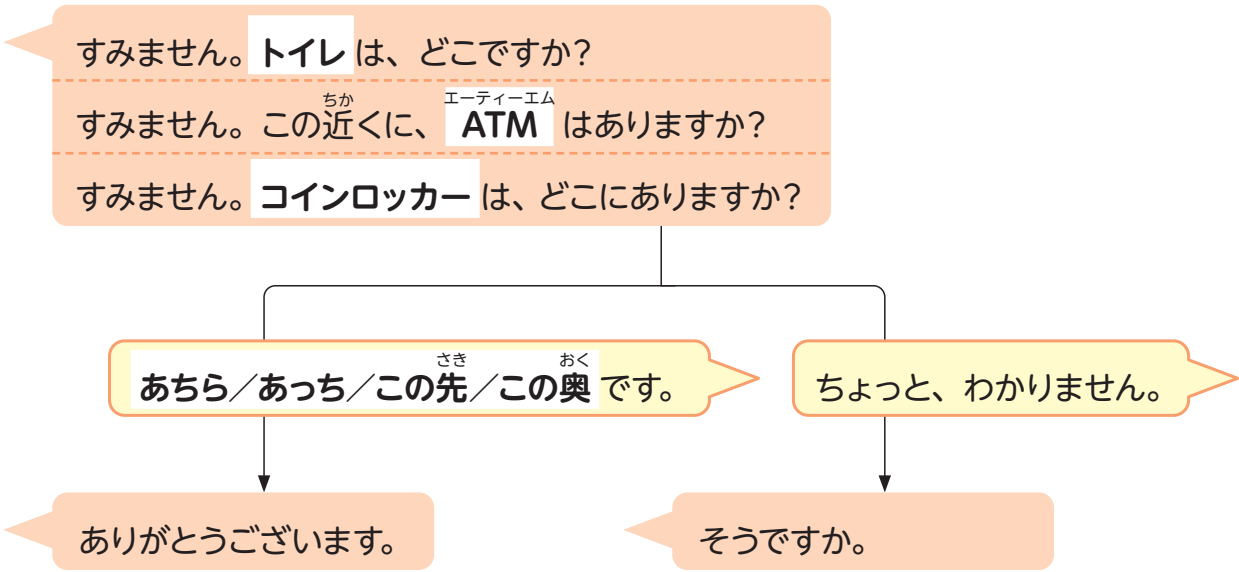 すみません。トイレは、どこですか？
ちか エーティーエム
すみません。この近くに、ATMはありますか？
すみません。コインロッカーは、どこにありますか？
さき おく
あちら／あっち／この先／この奥です。
ちょっと、わかりません。
ありがとうございます。
そうですか。